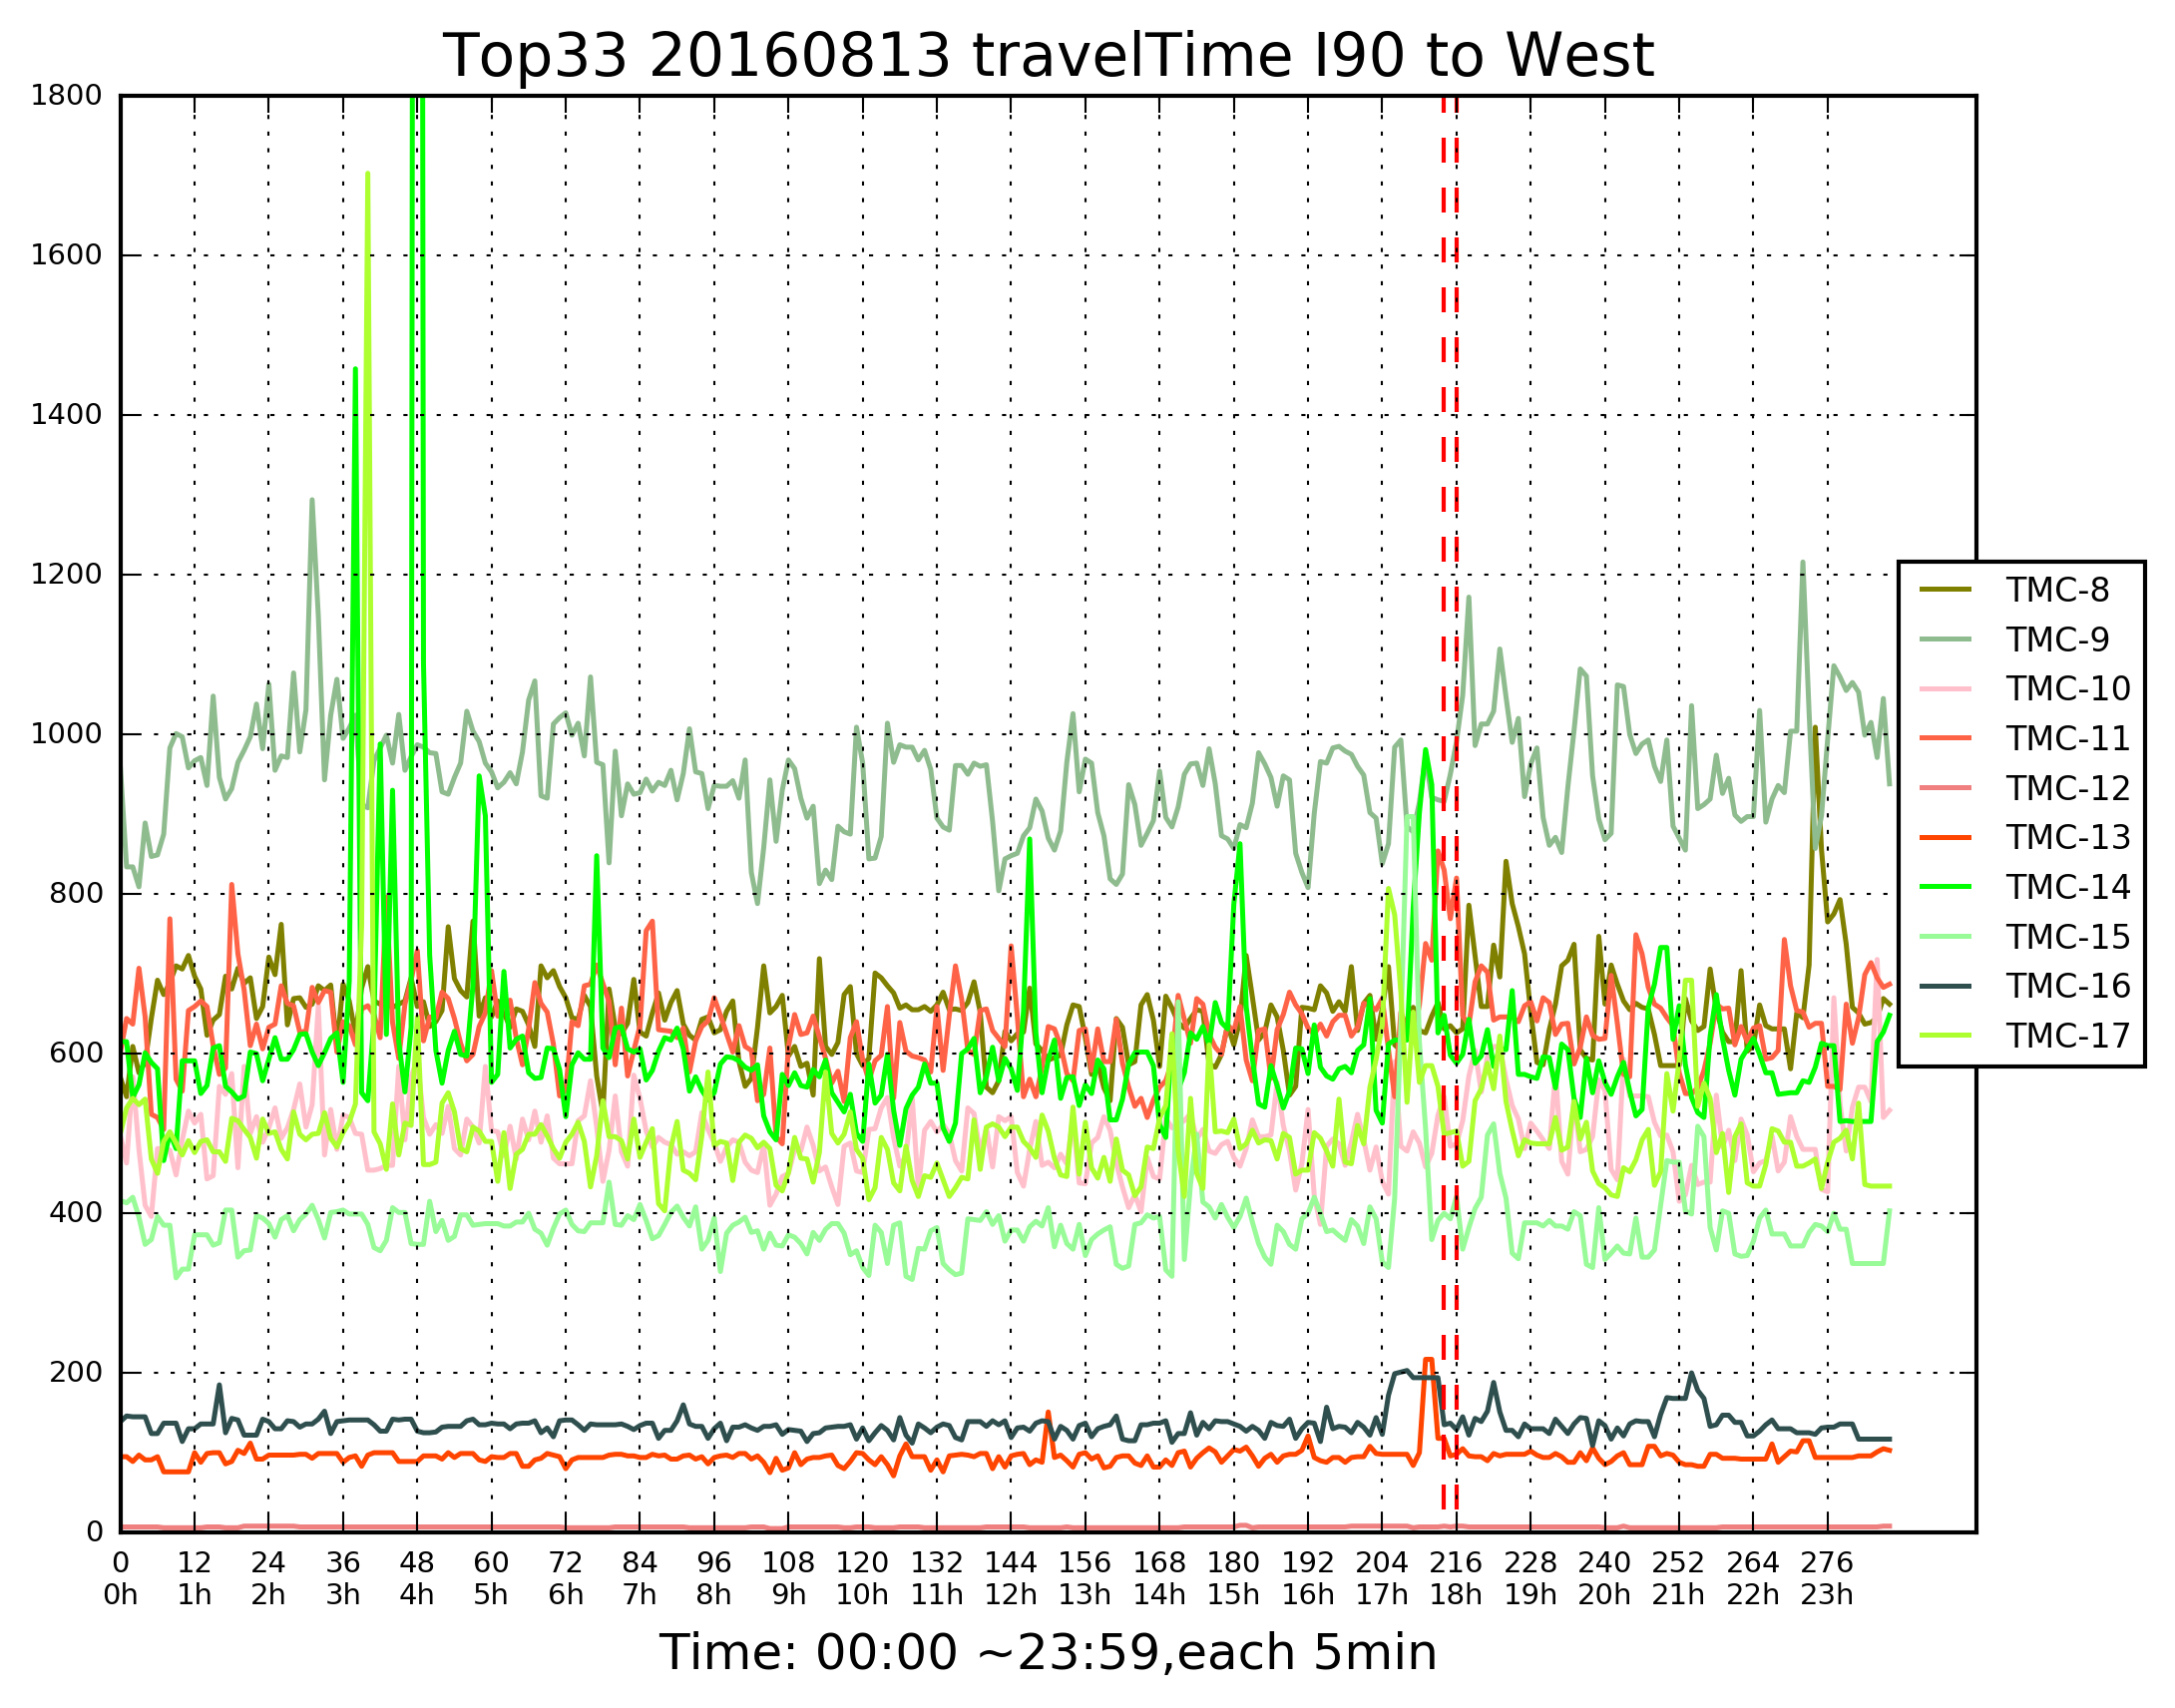 Top33 20160813 travelTime I90 to West
1800
1600
1400
1200
1000
800
600
400
200
0
TMC-8
TMC-9
TMC-10
TMC-11
TMC-12
TMC-13
TMC-14
TMC-15
TMC-16
TMC-17
0 12 24 36 48 60 72 84 96 108 120 132 144 156 168 180 192 204 216 228 240 252 264 276
0h 1h 2h 3h 4h 5h 6h 7h 8h 9h 10h 11h 12h 13h 14h 15h 16h 17h 18h 19h 20h 21h 22h 23h
Time: 00:00 ~23:59,each 5min